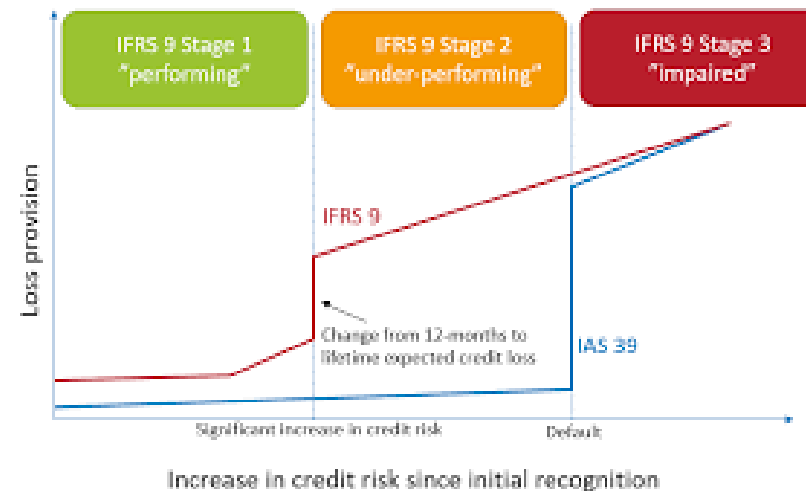 IFRS 9 Stage 1
"performing"
IFRS 9 Stage 2
"under-performing"
IFRS 9 Stage 3
"impaired"
Loss provision
IFRS 9
Change from 12-months to
lifetime expected credit loss
IAS 39
Significant increase in credit risk
Default
Increase in credit risk since initial recognition